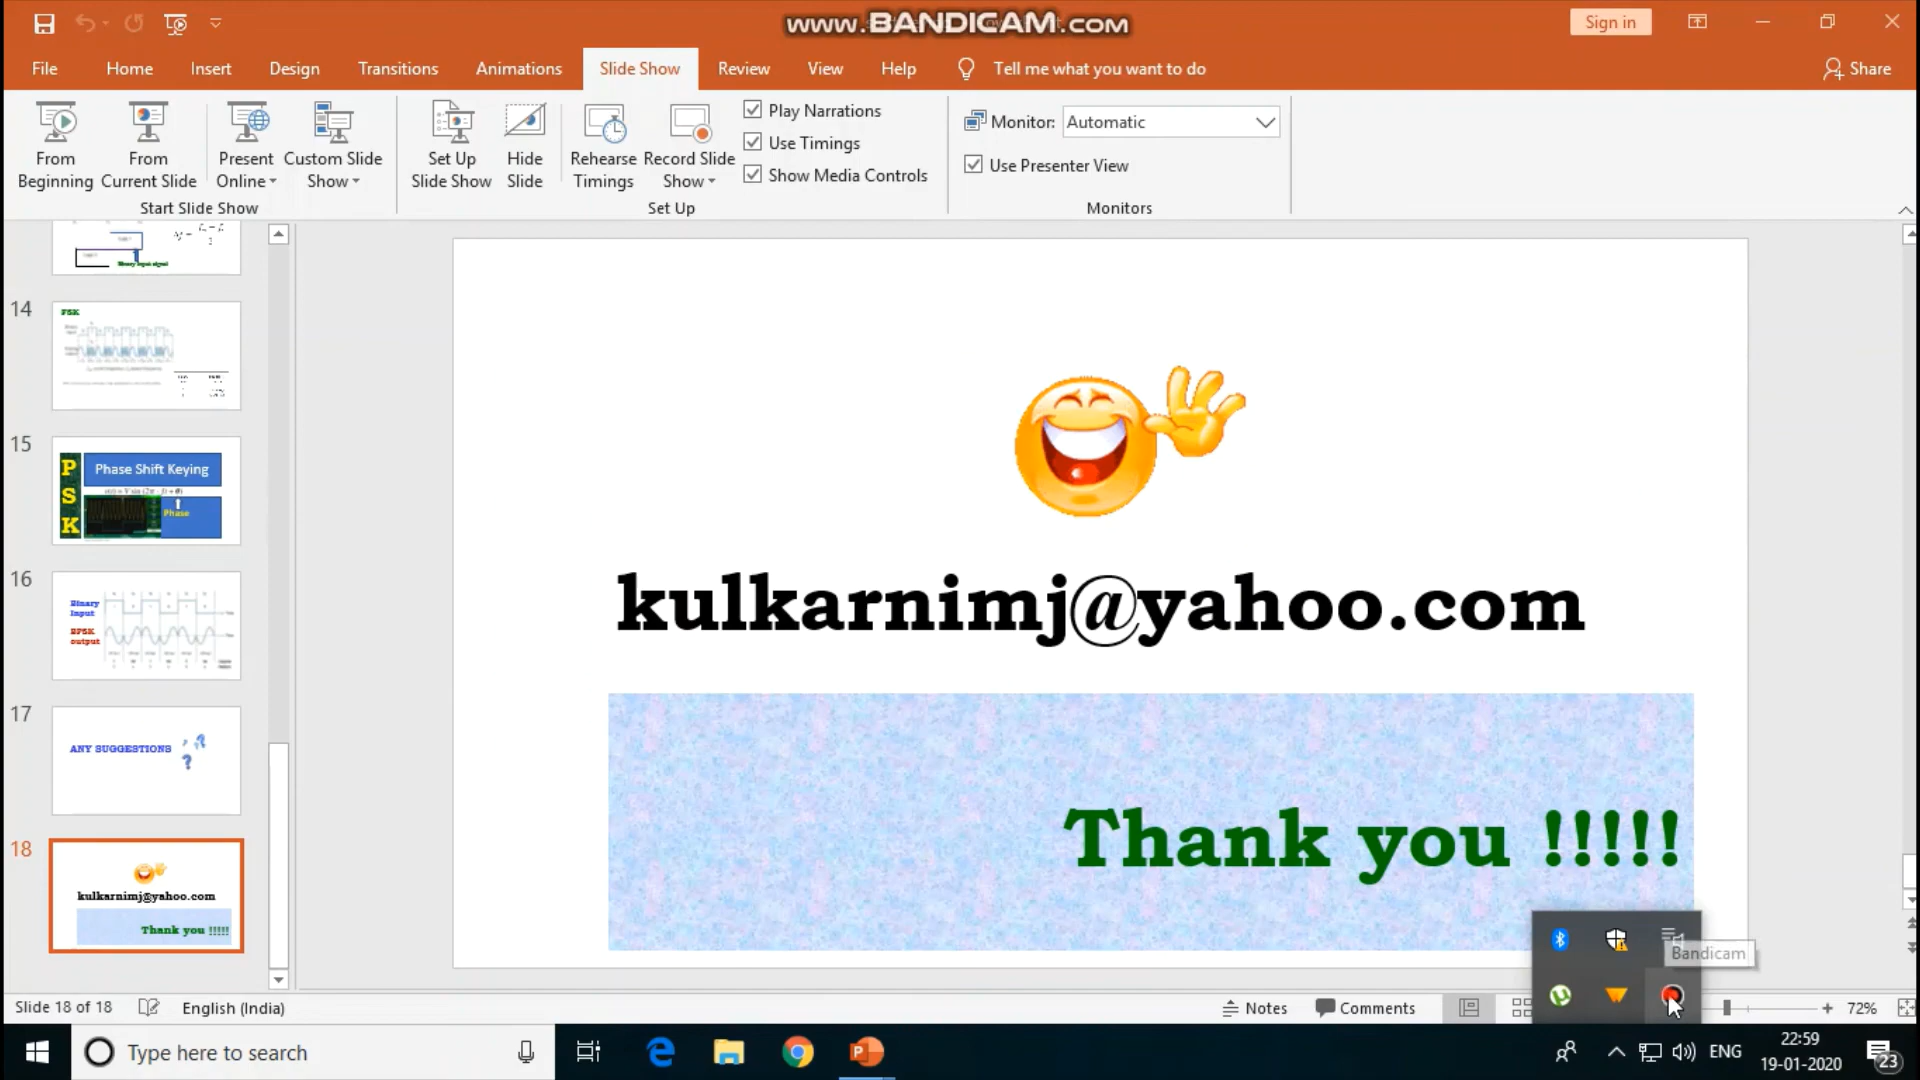 www.BANDICAM.com
Sign in
File
Home
Insert
Design
Transitions
Animations
Slide Show
Review
View
Help
Tell me what you want to do
Share
From Beginning
From Current Slide
Present Online
Custom Slide Show
Start Slide Show
Set Up Slide Show
Hide Slide
Rehearse Timings
Record Slide Show
Play Narrations
Use Timings
Show Media Controls
Set Up
Monitor:
Automatic
Use Presenter View
Monitors
Binary input signal
14
FSK
15
P
S
K
Phase Shift Keying
Phase
16
Binary
input
BPSK
output
17
ANY SUGGESTIONS
?
18
kulkarnimj@yahoo.com
Thank you !!!!!
kulkarnimj@yahoo.com
Thank you !!!!!
Bandicam
Slide 18 of 18
English (India)
Notes
Comments
72%
Type here to search
ENG
22:59
19-01-2020
23